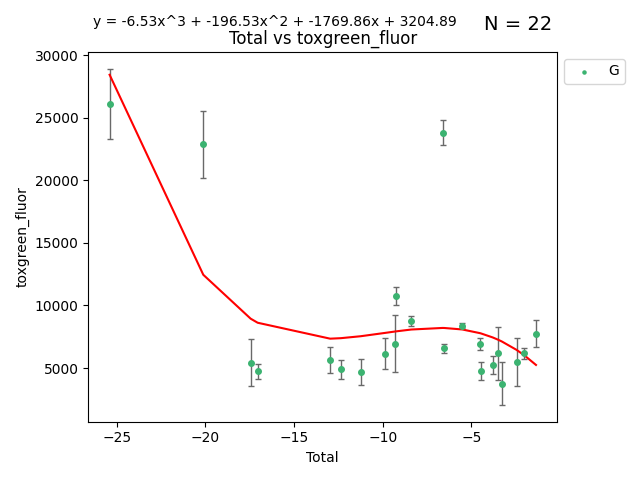 y = -6.53x^3 + -196.53x^2 + -1769.86x + 3204.89
N = 22
Total vs toxgreen_fluor
G
toxgreen_fluor
30000
25000
20000
15000
10000
5000
−25
−20
−15
−10
−5
Total